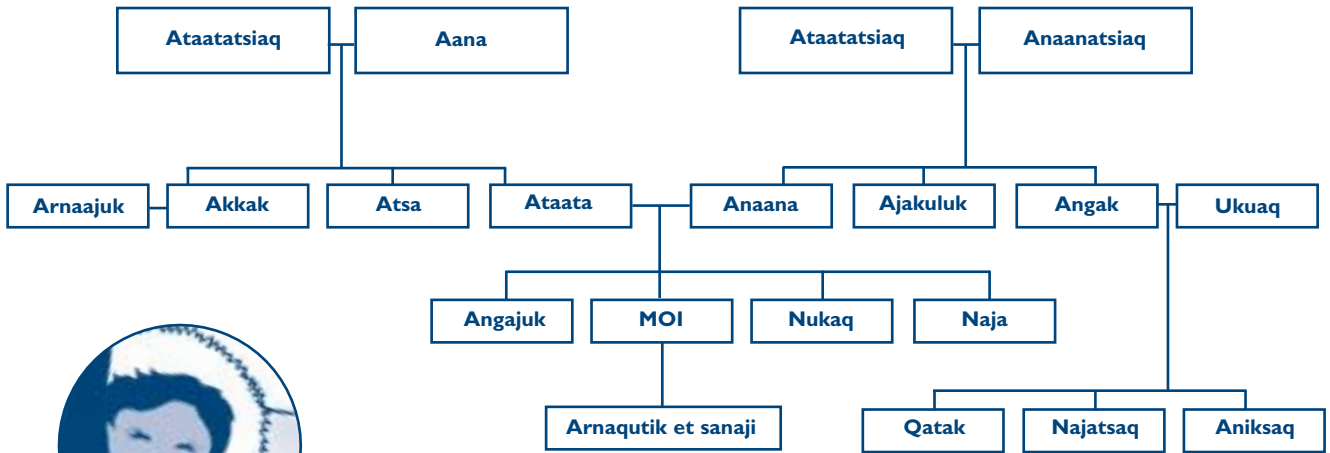 Ataatatsiaq
Aana
Ataatatsiaq
Anaanatsiaq
Arnaajuk
Akkak
Atsa
Ataata
Anaana
Ajakuluk
Angak
Ukuaq
Angajuk
MOI
Nukaq
Naja
Arnaqutik et sanaji
Qatak
Najatsaq
Aniksaq